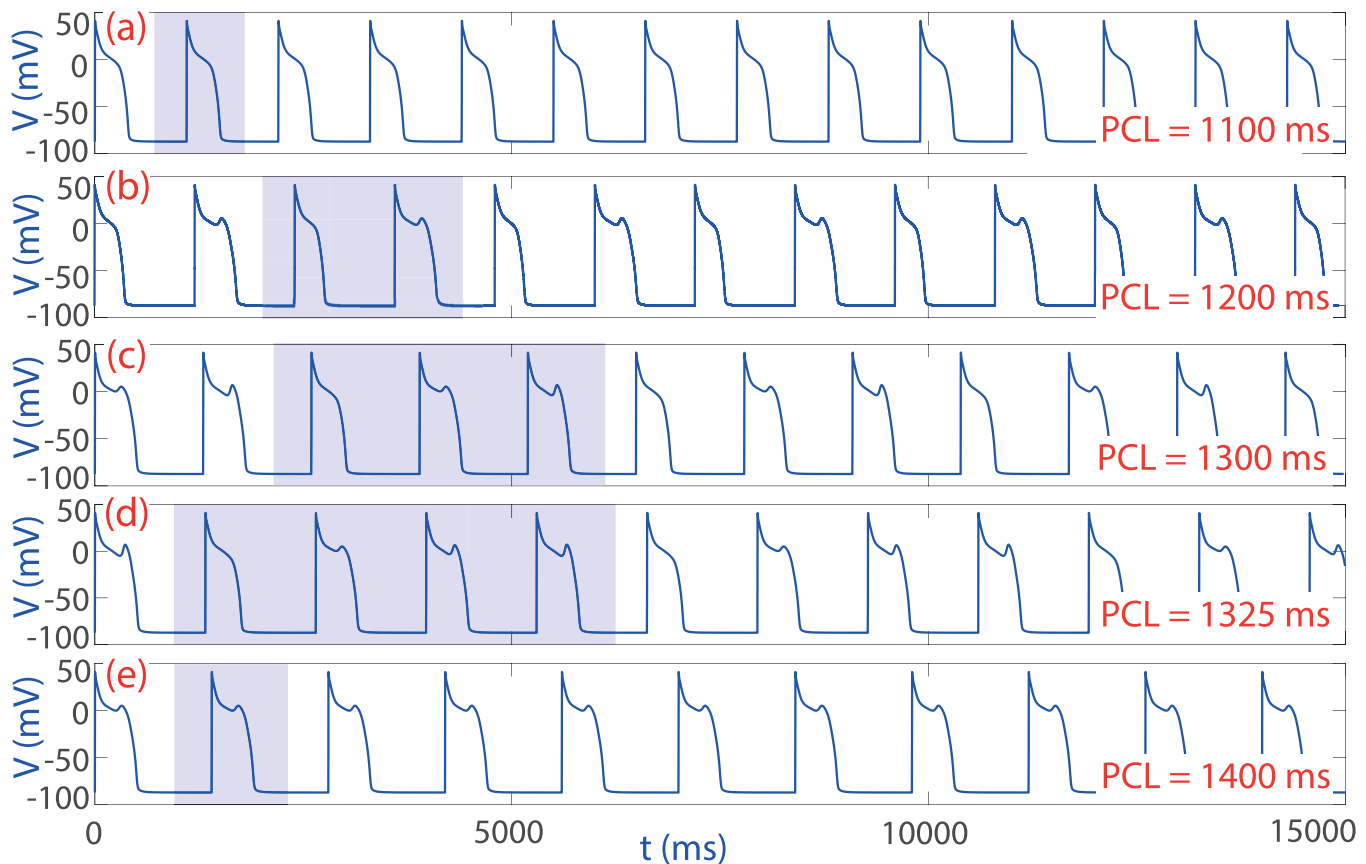 50
0
-50
-100
V (mV)
(a)
PCL = 1100 ms
50
0
-50
-100
V (mV)
(b)
PCL = 1200 ms
50
0
-50
-100
V (mV)
(c)
PCL = 1300 ms
50
0
-50
-100
V (mV)
(d)
PCL = 1325 ms
50
0
-50
-100
V (mV)
(e)
PCL = 1400 ms
0 5000 10000 15000
t (ms)